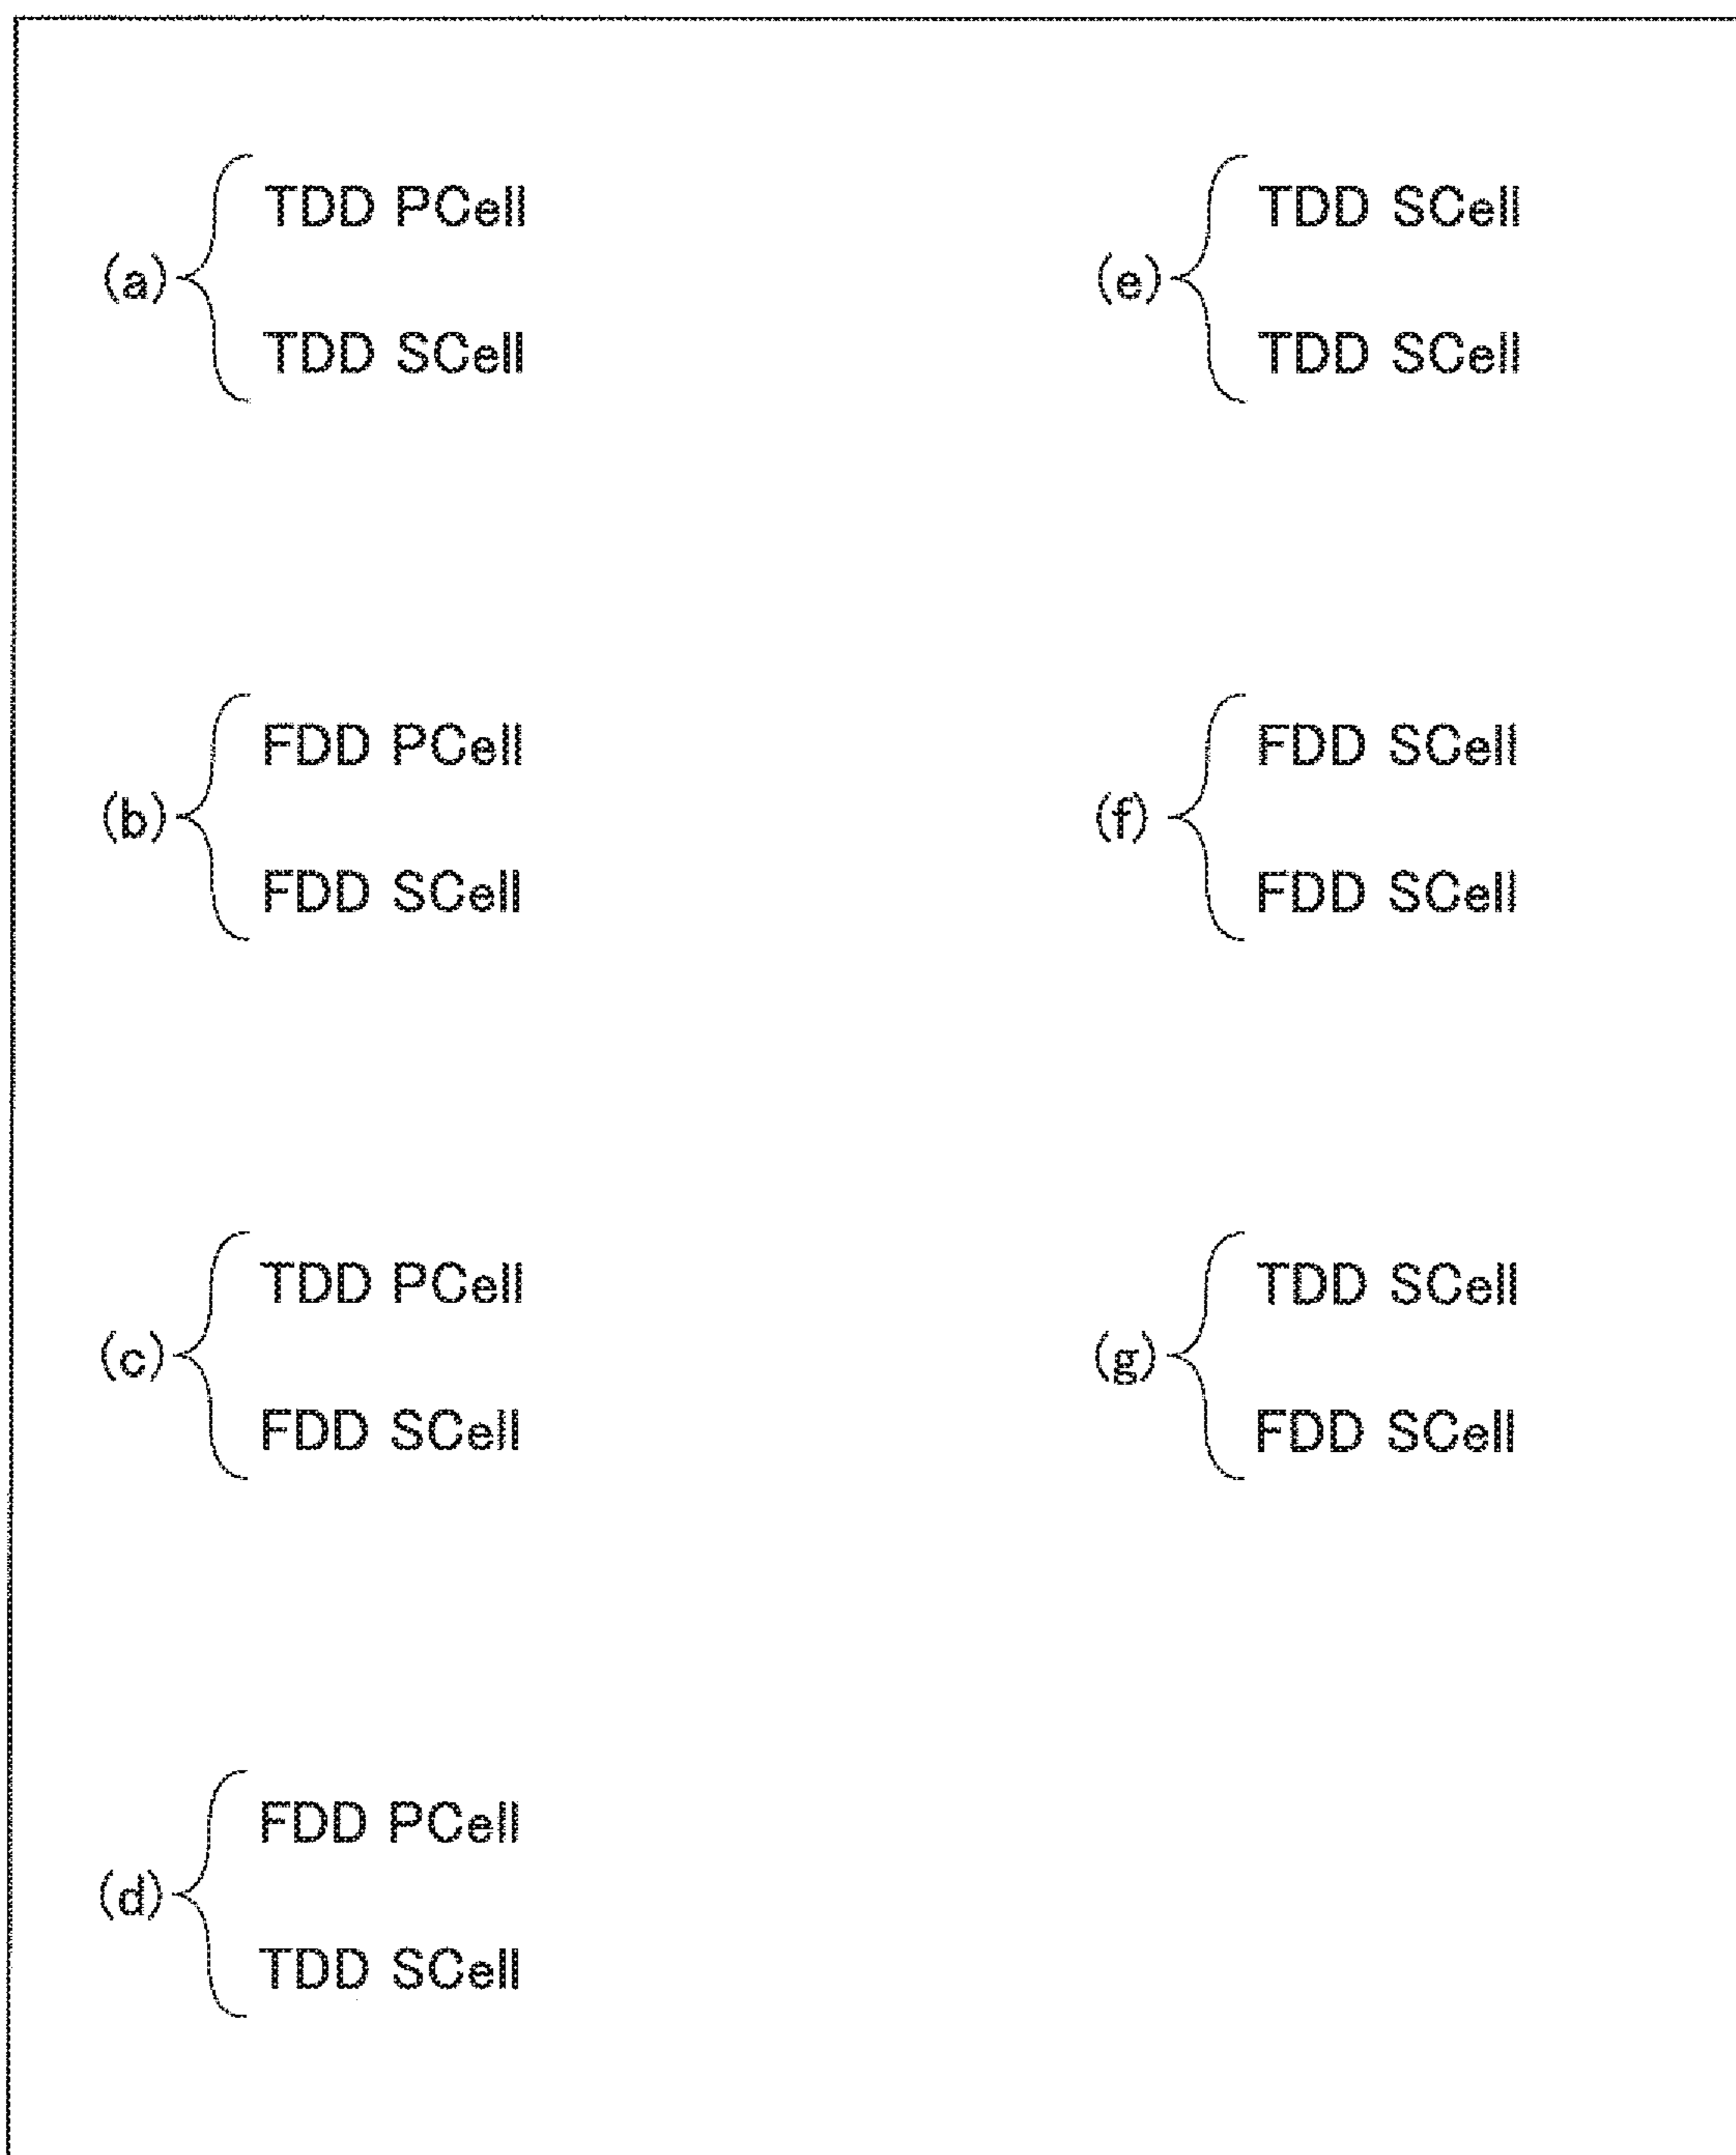 TDD PCell
(a)
TDD SCell
FDD PCell
(b)
FDD SCell
TDD PCell
(c)
FDD SCell
FDD PCell
(d)
TDD SCell
TDD SCell
(e)
TDD SCell
FDD SCell
(f)
FDD SCell
TDD SCell
(g)
FDD SCell